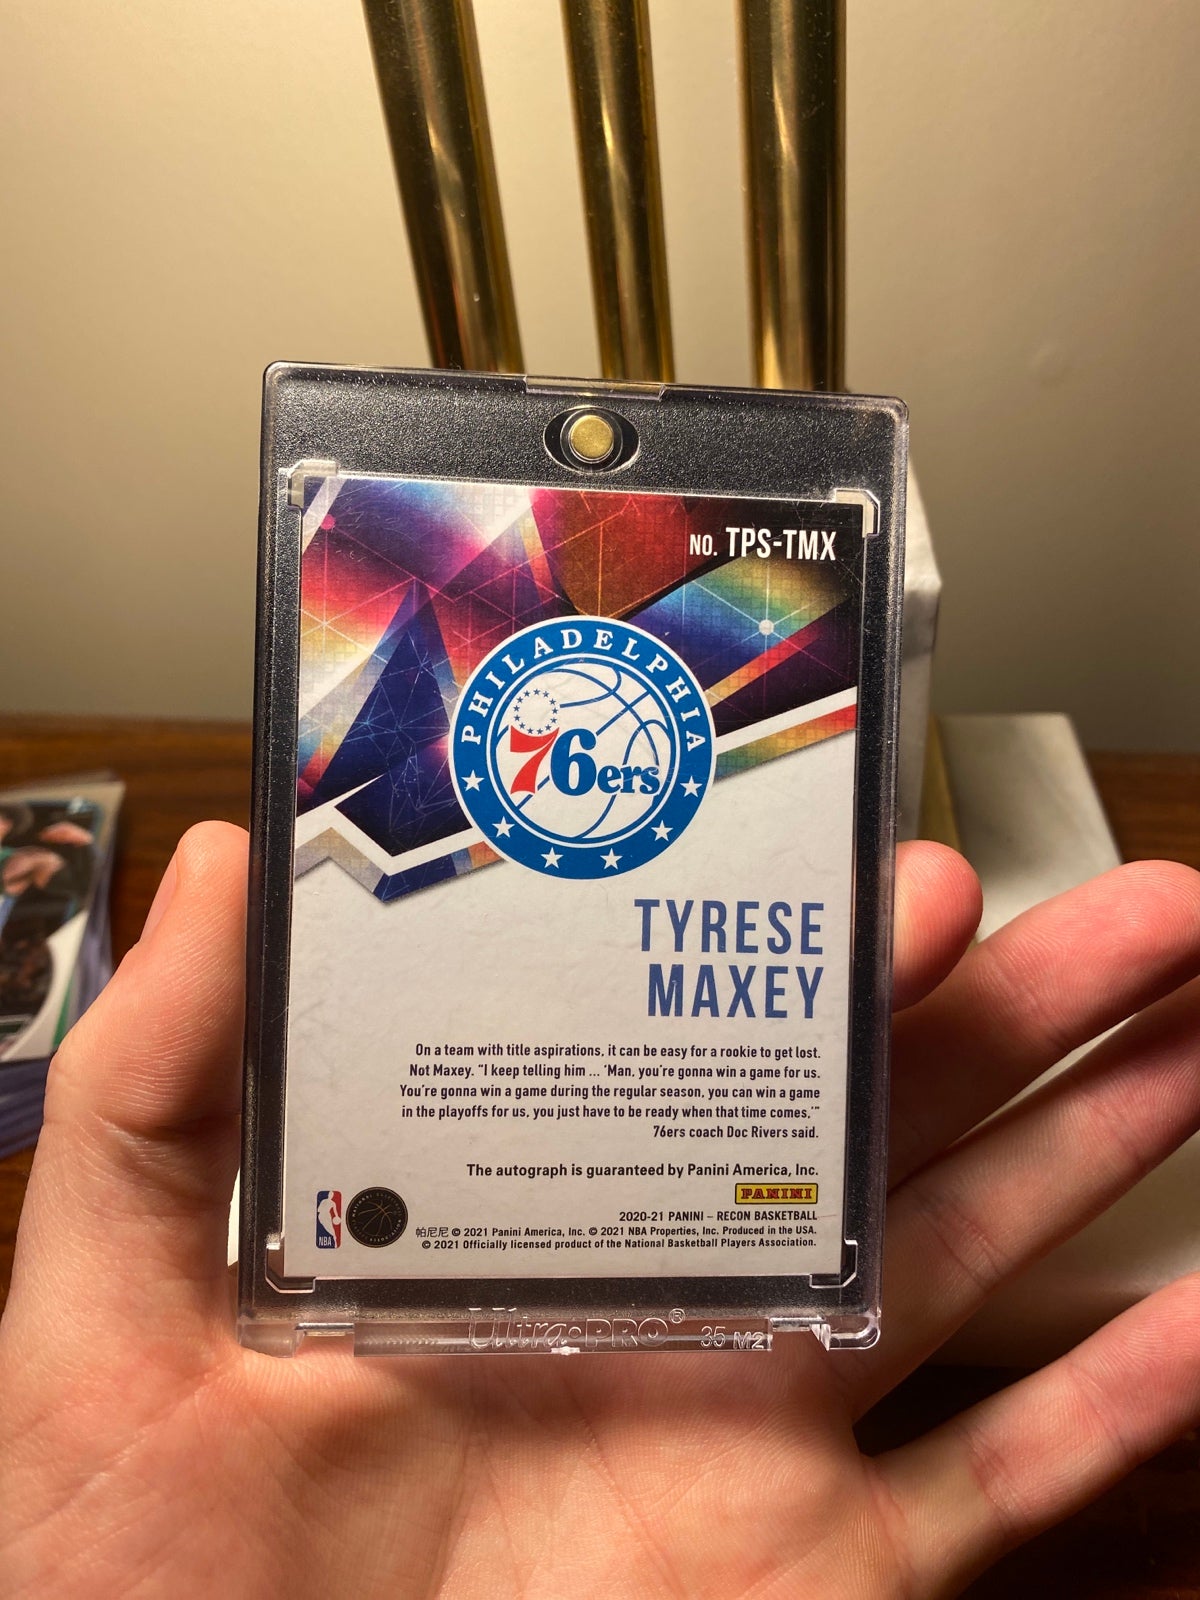 NO. TPS-TMX
PHILADELPHIA
76ers
TYRESE
MAXEY
On a team with title aspirations, it can be easy for a rookie to get lost.
Not Maxey. "I keep telling him ... 'Man, you're gonna win a game for us.
You're gonna win a game during the regular season, you can win a game
in the playoffs for us, you just have to be ready when that time comes,'"
76ers coach Doc Rivers said.
The autograph is guaranteed by Panini America, Inc.
PANINI
2020-21 PANINI – RECON BASKETBALL
帕尼尼 © 2021 Panini America, Inc. © 2021 NBA Properties, Inc. Produced in the USA.
© 2021 Officially licensed product of the National Basketball Players Association.
NBA
Ultra•PRO® 35 M2